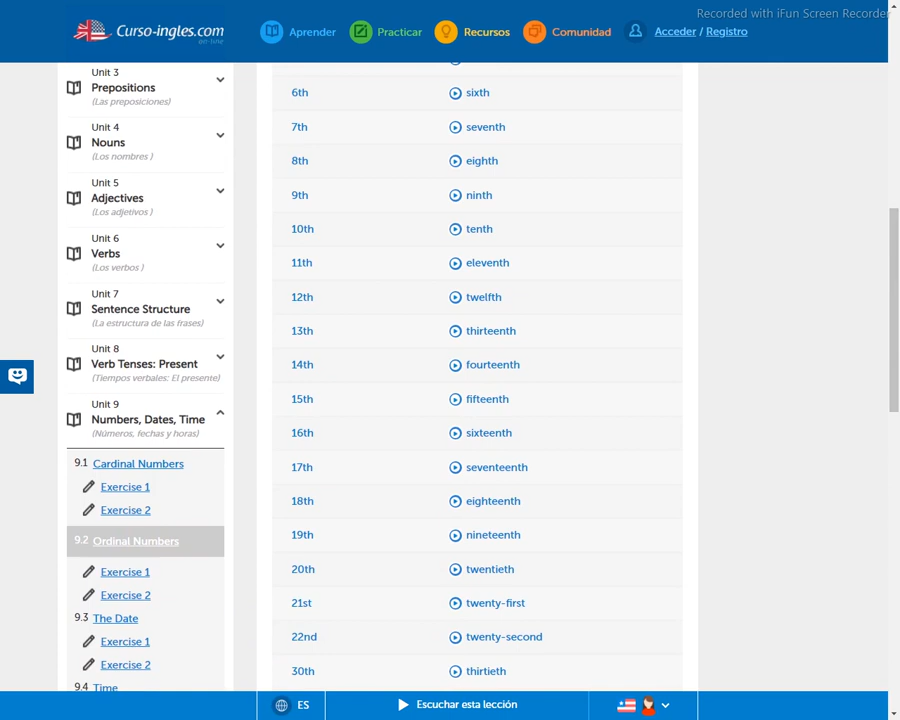 Recorded with iFun Screen Recorder
Curso-ingles.com
on-line
Aprender
Practicar
Recursos
Comunidad
Acceder / Registro
Unit 3
Prepositions
(Las preposiciones)
Unit 4
Nouns
(Los nombres )
Unit 5
Adjectives
(Los adjetivos )
Unit 6
Verbs
(Los verbos )
Unit 7
Sentence Structure
(La estructura de las frases)
Unit 8
Verb Tenses: Present
(Tiempos verbales: El presente)
Unit 9
Numbers, Dates, Time
(Números, fechas y horas)
9.1 Cardinal Numbers
Exercise 1
Exercise 2
9.2 Ordinal Numbers
Exercise 1
Exercise 2
9.3 The Date
Exercise 1
Exercise 2
9.4 Time
6th sixth
7th seventh
8th eighth
9th ninth
10th tenth
11th eleventh
12th twelfth
13th thirteenth
14th fourteenth
15th fifteenth
16th sixteenth
17th seventeenth
18th eighteenth
19th nineteenth
20th twentieth
21st twenty-first
22nd twenty-second
30th thirtieth
ES
Escuchar esta lección